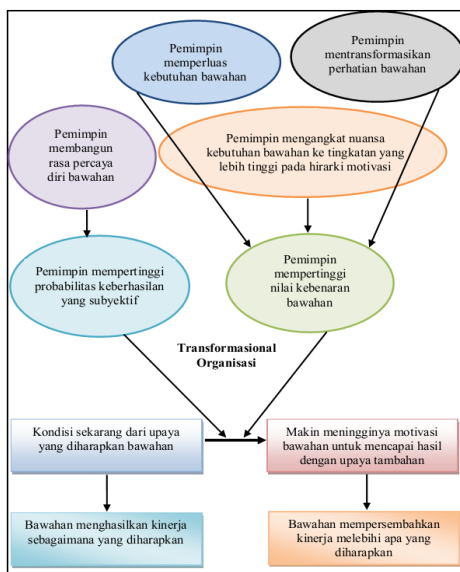 Pemimpin
memperluas
kebutuhan bawahan
Pemimpin
mentransformasikan
perhatian bawahan
Pemimpin
membangun
rasa percaya
diri bawahan
Pemimpin mengangkat nuansa
kebutuhan bawahan ke tingkatan yang
lebih tinggi pada hirarki motivasi
Pemimpin mempertinggi
probabilitas keberhasilan
yang subyektif
Pemimpin
mempertinggi
nilai kebenaran
bawahan
Transformasional
Organisasi
Kondisi sekarang dari upaya
yang diharapkan bawahan
Makin meningginya motivasi
bawahan untuk mencapai hasil
dengan upaya tambahan
Bawahan menghasilkan kinerja
sebagaimana yang diharapkan
Bawahan mempersembahkan
kinerja melebihi apa yang
diharapkan